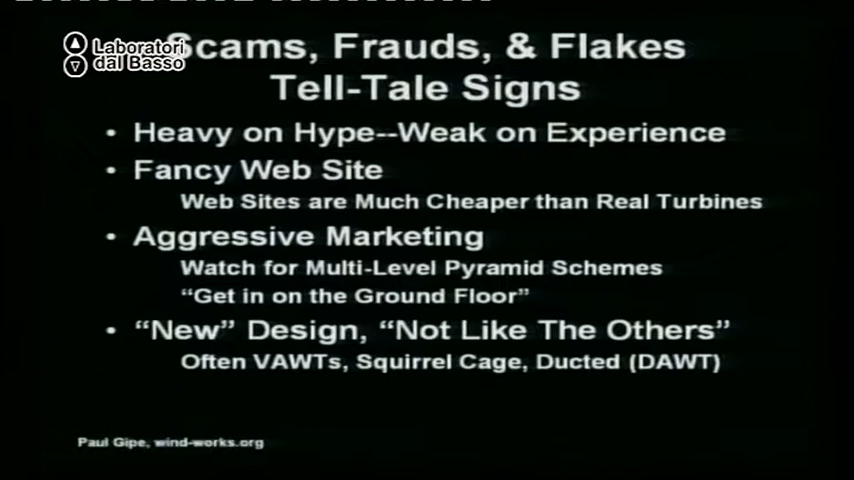 Laboratori
dal Basso
Scams, Frauds, & Flakes
Tell-Tale Signs
• Heavy on Hype--Weak on Experience
• Fancy Web Site
Web Sites are Much Cheaper than Real Turbines
• Aggressive Marketing
Watch for Multi-Level Pyramid Schemes
“Get in on the Ground Floor”
• “New” Design, “Not Like The Others”
Often VAWTs, Squirrel Cage, Ducted (DAWT)
Paul Gipe, wind-works.org